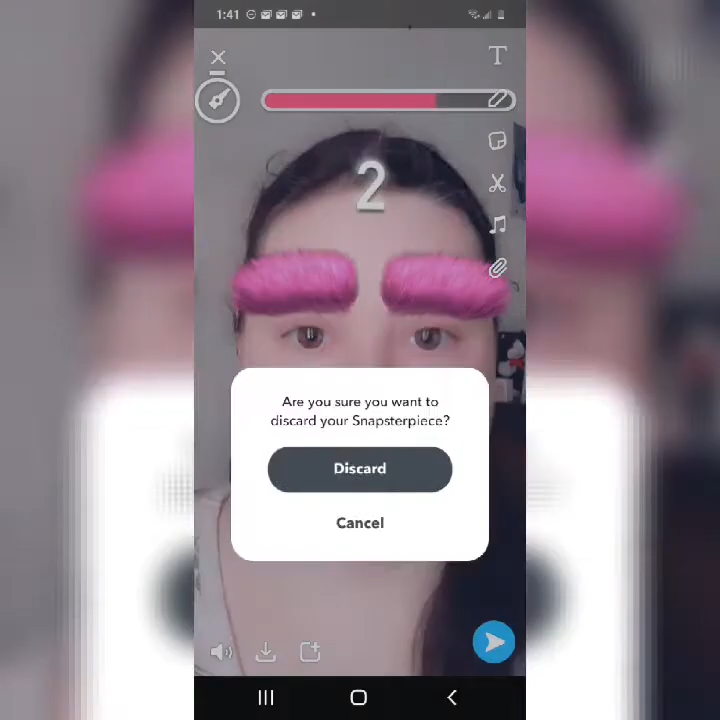 1:41
T
2
Are you sure you want to
discard your Snapsterpiece?
Discard
Cancel